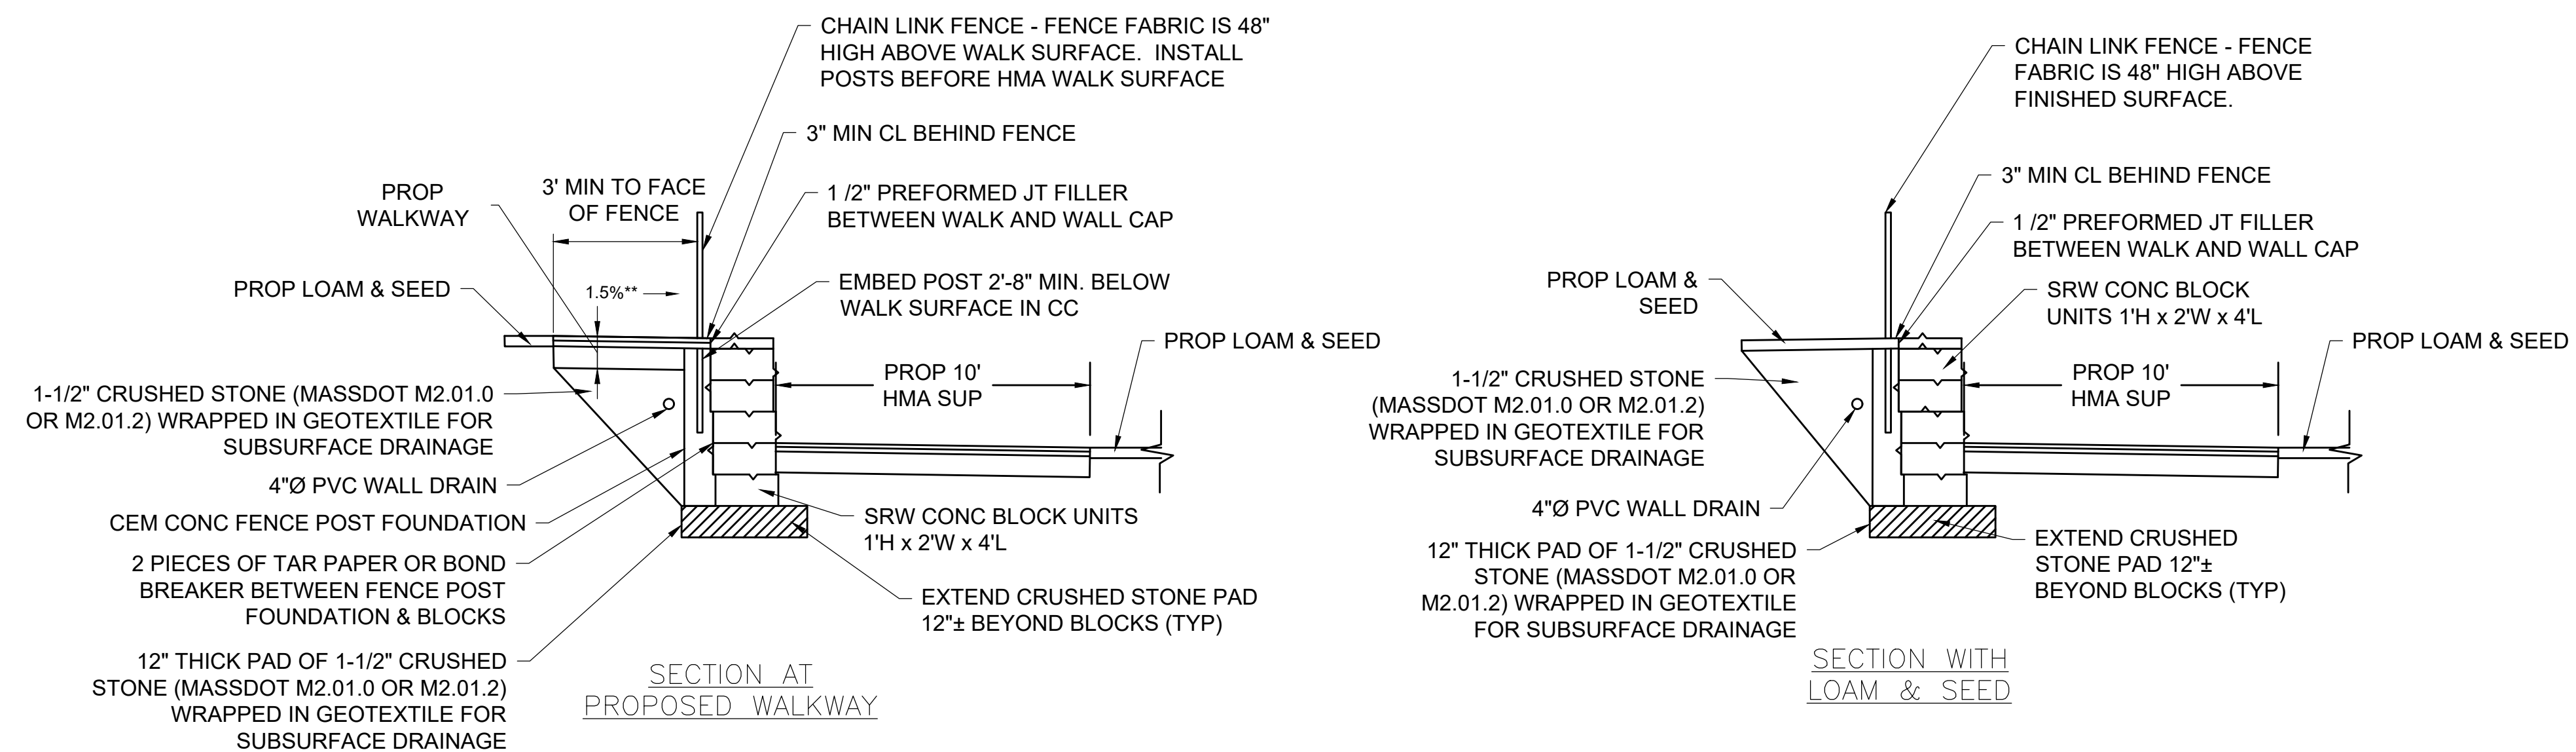 CHAIN LINK FENCE - FENCE FABRIC IS 48"
HIGH ABOVE WALK SURFACE.  INSTALL
POSTS BEFORE HMA WALK SURFACE
3" MIN CL BEHIND FENCE
PROP
WALKWAY
3' MIN TO FACE
OF FENCE
1 /2" PREFORMED JT FILLER
BETWEEN WALK AND WALL CAP
PROP LOAM & SEED
1.5%**
EMBED POST 2'-8" MIN. BELOW
WALK SURFACE IN CC
PROP LOAM & SEED
PROP 10'
HMA SUP
1-1/2" CRUSHED STONE (MASSDOT M2.01.0
OR M2.01.2) WRAPPED IN GEOTEXTILE FOR
SUBSURFACE DRAINAGE
4"Ø PVC WALL DRAIN
CEM CONC FENCE POST FOUNDATION
SRW CONC BLOCK UNITS
1'H x 2'W x 4'L
2 PIECES OF TAR PAPER OR BOND
BREAKER BETWEEN FENCE POST
FOUNDATION & BLOCKS
EXTEND CRUSHED STONE PAD
12"± BEYOND BLOCKS (TYP)
12" THICK PAD OF 1-1/2" CRUSHED
STONE (MASSDOT M2.01.0 OR M2.01.2)
WRAPPED IN GEOTEXTILE FOR
SUBSURFACE DRAINAGE
SECTION AT
PROPOSED WALKWAY
CHAIN LINK FENCE - FENCE
FABRIC IS 48" HIGH ABOVE
FINISHED SURFACE.
3" MIN CL BEHIND FENCE
1 /2" PREFORMED JT FILLER
BETWEEN WALK AND WALL CAP
PROP LOAM &
SEED
SRW CONC BLOCK
UNITS 1'H x 2'W x 4'L
PROP LOAM & SEED
PROP 10'
HMA SUP
1-1/2" CRUSHED STONE
(MASSDOT M2.01.0 OR M2.01.2)
WRAPPED IN GEOTEXTILE FOR
SUBSURFACE DRAINAGE
4"Ø PVC WALL DRAIN
12" THICK PAD OF 1-1/2" CRUSHED
STONE (MASSDOT M2.01.0 OR
M2.01.2) WRAPPED IN GEOTEXTILE
FOR SUBSURFACE DRAINAGE
EXTEND CRUSHED
STONE PAD 12"±
BEYOND BLOCKS (TYP)
SECTION WITH
LOAM & SEED